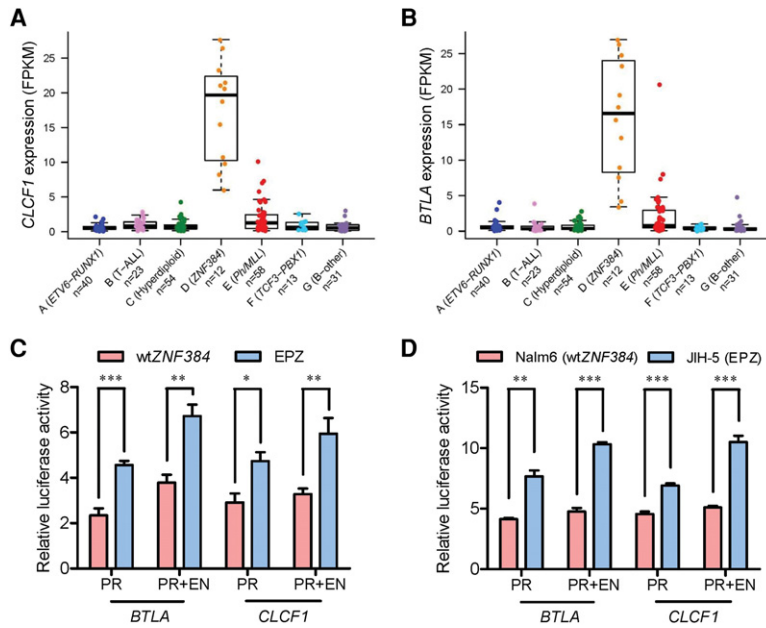 A
CLCF1 expression (FPKM)
25
20
15
10
5
0
A (ETV6–RUNX1)
n=40
B (T–ALL)
n=23
C (Hyperdiploid)
n=54
D (ZNF384)
n=12
E (Ph/MLL)
n=58
F (TCF3–PBX1)
n=13
G (B–other)
n=31
B
BTLA expression (FPKM)
25
20
15
10
5
0
A (ETV6–RUNX1)
n=40
B (T–ALL)
n=23
C (Hyperdiploid)
n=54
D (ZNF384)
n=12
E (Ph/MLL)
n=58
F (TCF3–PBX1)
n=13
G (B–other)
n=31
C
wtZNF384 EPZ
Relative luciferase activity
8
6
4
2
0
*** ** * **
PR PR+EN PR PR+EN
BTLA CLCF1
D
Nalm6 (wtZNF384) JIH-5 (EPZ)
Relative luciferase activity
15
10
5
0
** *** *** ***
PR PR+EN PR PR+EN
BTLA CLCF1